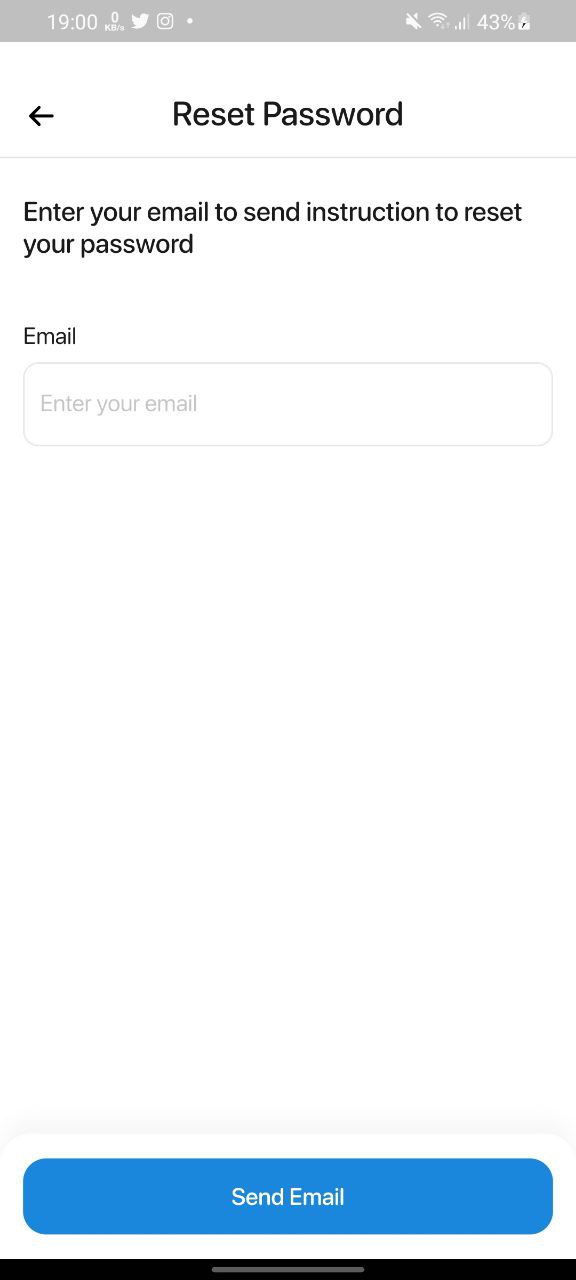 19:00 0 KB/s 43%
Reset Password
Enter your email to send instruction to reset
your password
Email
Enter your email
Send Email